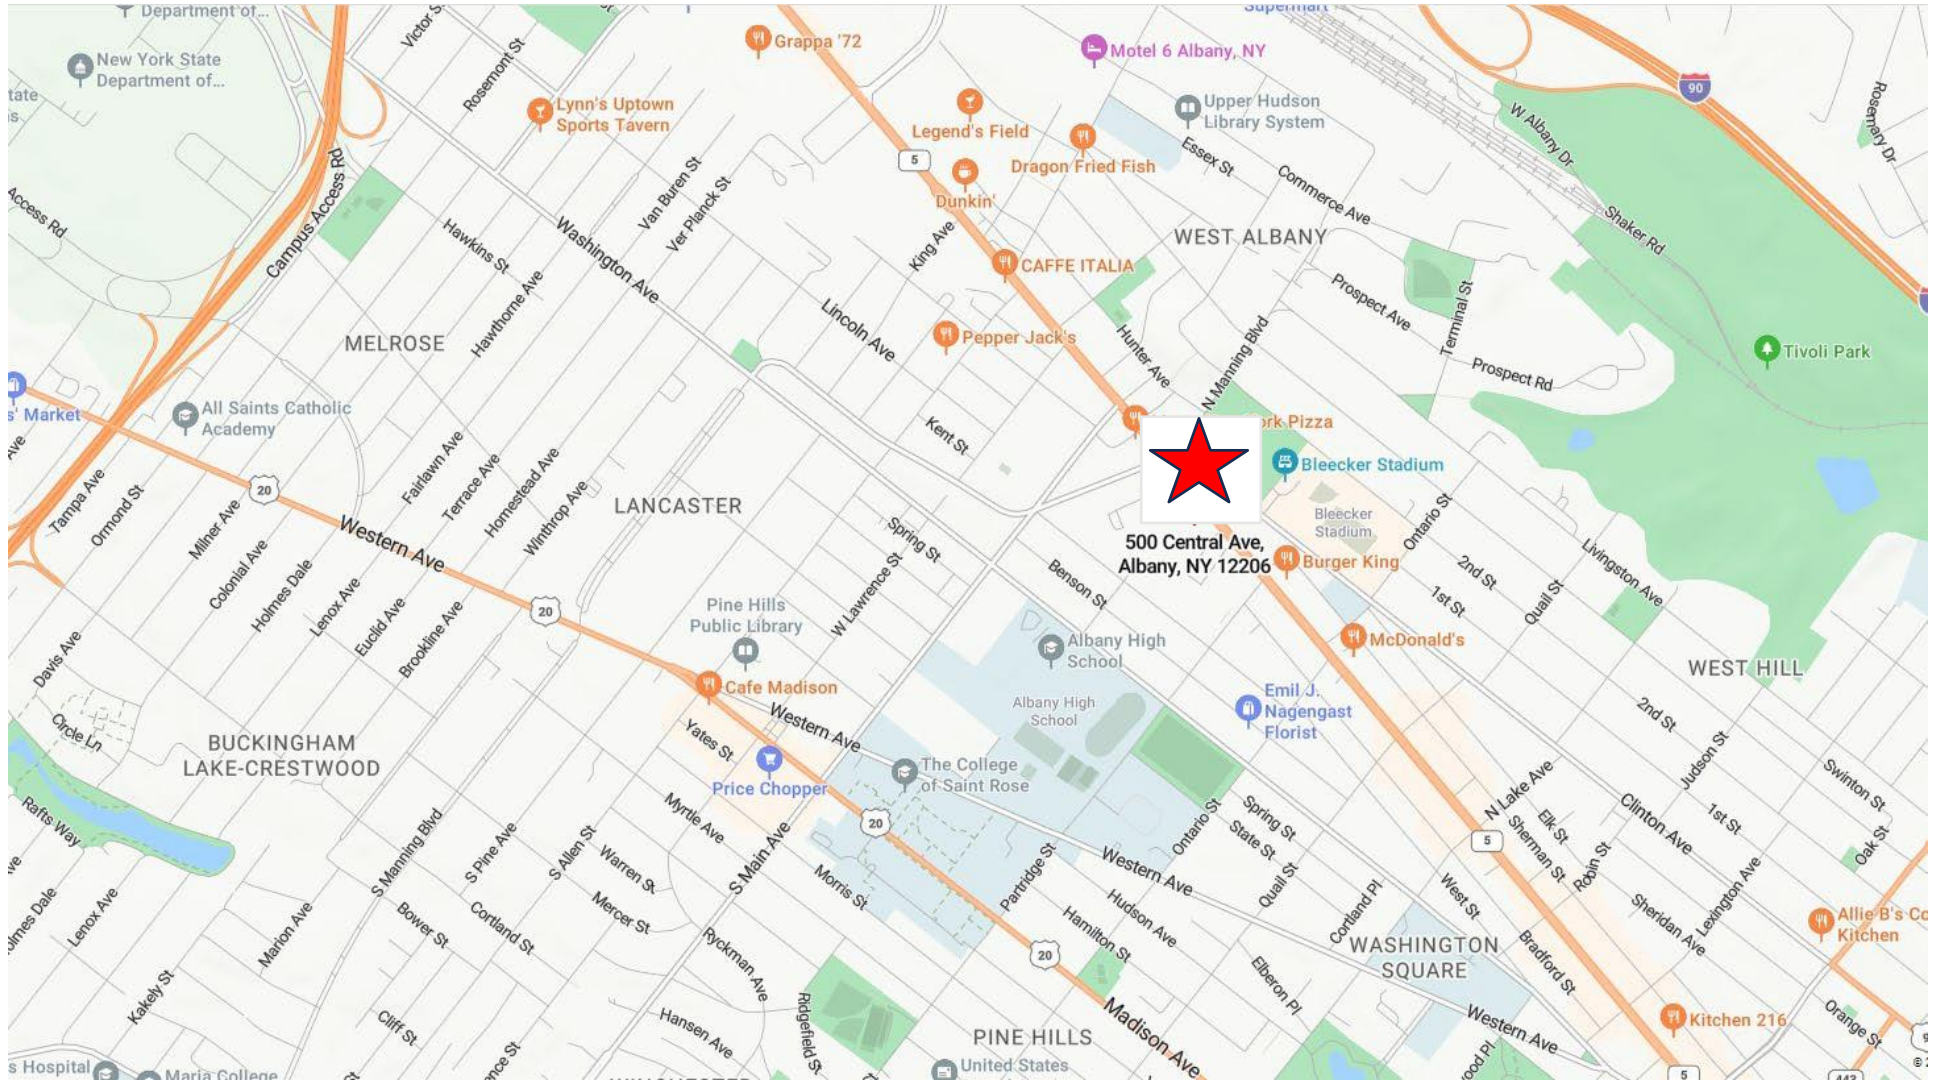 Department of...
Victor S
Supermart
Grappa '72
Motel 6 Albany, NY
New York State
Department of...
tate
Rosemont St
Lynn's Uptown
Sports Tavern
Legend's Field
Upper Hudson
Library System
90
Rosemary Dr
W Albany Dr
5
Dragon Fried Fish
Essex St
Dunkin'
Commerce Ave
Campus Access Rd
Access Rd
Van Buren St
Ver Planck St
Hawkins St
Washington Ave
King Ave
CAFFE ITALIA
WEST ALBANY
Shaker Rd
Hawthorne Ave
Lincoln Ave
Pepper Jack's
Prospect Ave
Terminal St
MELROSE
Hunter Ave
N Manning Blvd
Prospect Rd
Tivoli Park
s' Market
All Saints Catholic
Academy
Kent St
ork Pizza
Bleecker Stadium
Tampa Ave
Ormond St
20
Milner Ave
Fairlawn Ave
Terrace Ave
Homestead Ave
Winthrop Ave
LANCASTER
Western Ave
Spring St
Bleecker
Stadium
Ontario St
500 Central Ave,
Albany, NY 12206
Burger King
2nd St
1st St
Quail St
Livingston Ave
Colonial Ave
Holmes Dale
Lenox Ave
Euclid Ave
Brookline Ave
20
Pine Hills
Public Library
W Lawrence St
Benson St
Albany High
School
McDonald's
WEST HILL
Davis Ave
Cafe Madison
Western Ave
Albany High
School
Emil J.
Nagengast
Florist
2nd St
Circle Ln
BUCKINGHAM
LAKE-CRESTWOOD
Yates St
Price Chopper
The College
of Saint Rose
Judson St
Swinton St
Rafts Way
S Manning Blvd
S Pine Ave
S Allen St
Myrtle Ave
Warren St
S Main Ave
20
Morris St
Partridge St
Western Ave
Ontario St
Spring St
State St
Quail St
N Lake Ave
5
Elk St
Sherman St
Robin St
Clinton Ave
1st St
Oak St
olmes Dale
Lenox Ave
Marion Ave
Bower St
Cortland St
Mercer St
Ryckman Ave
Hudson Ave
Hamilton St
Cortland Pl
West St
Bradford St
Sheridan Ave
Lexington Ave
Allie B's Co
Kitchen
WASHINGTON
SQUARE
20
Elberon Pl
Kakely St
Cliff St
Hansen Ave
Ridgefield St
PINE HILLS
Madison Ave
Western Ave
Kitchen 216
Orange St
s Hospital
Maria College
ence St
United States
wood Pl
5
443